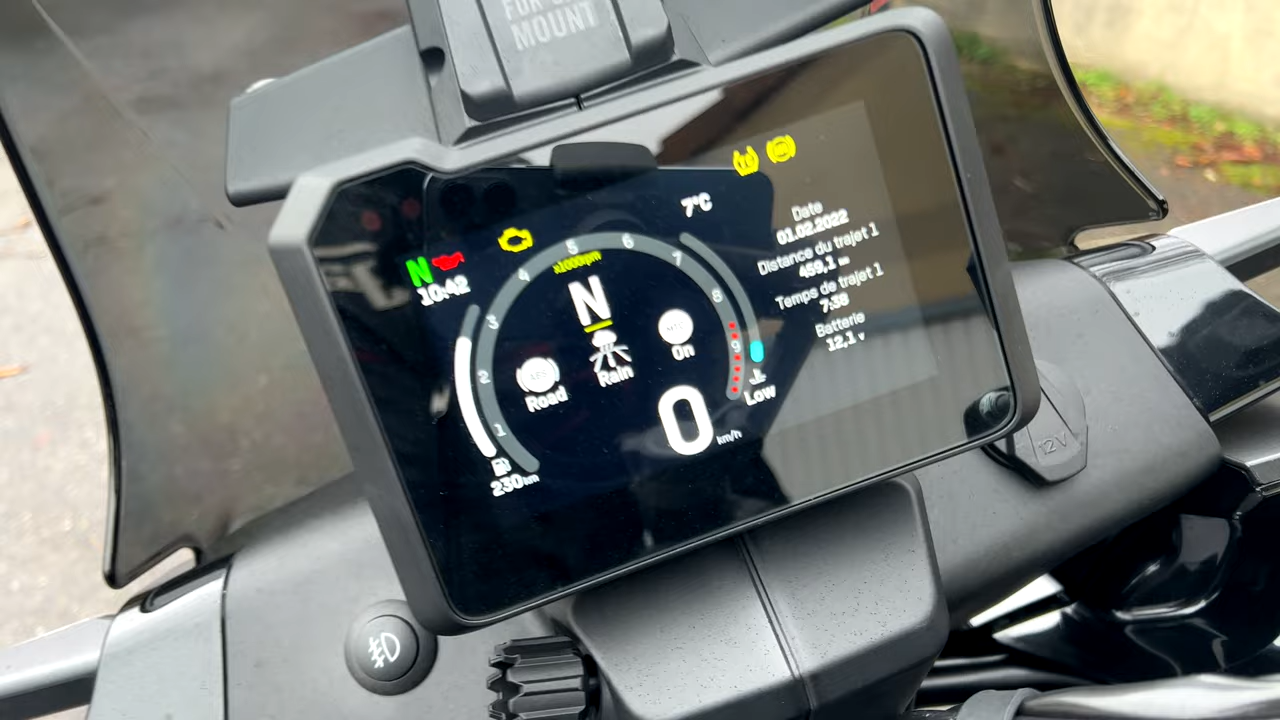 MOUNT
7°C
N
10:42
x1000rpm
1
2
3
4
5
6
7
8
9
N
ABS
Road
Rain
MTC
On
0
km/h
Low
230 km
Date
01.02.2022
Distance du trajet 1
459,1 km
Temps de trajet 1
7:38
Batterie
12,1 V
12V